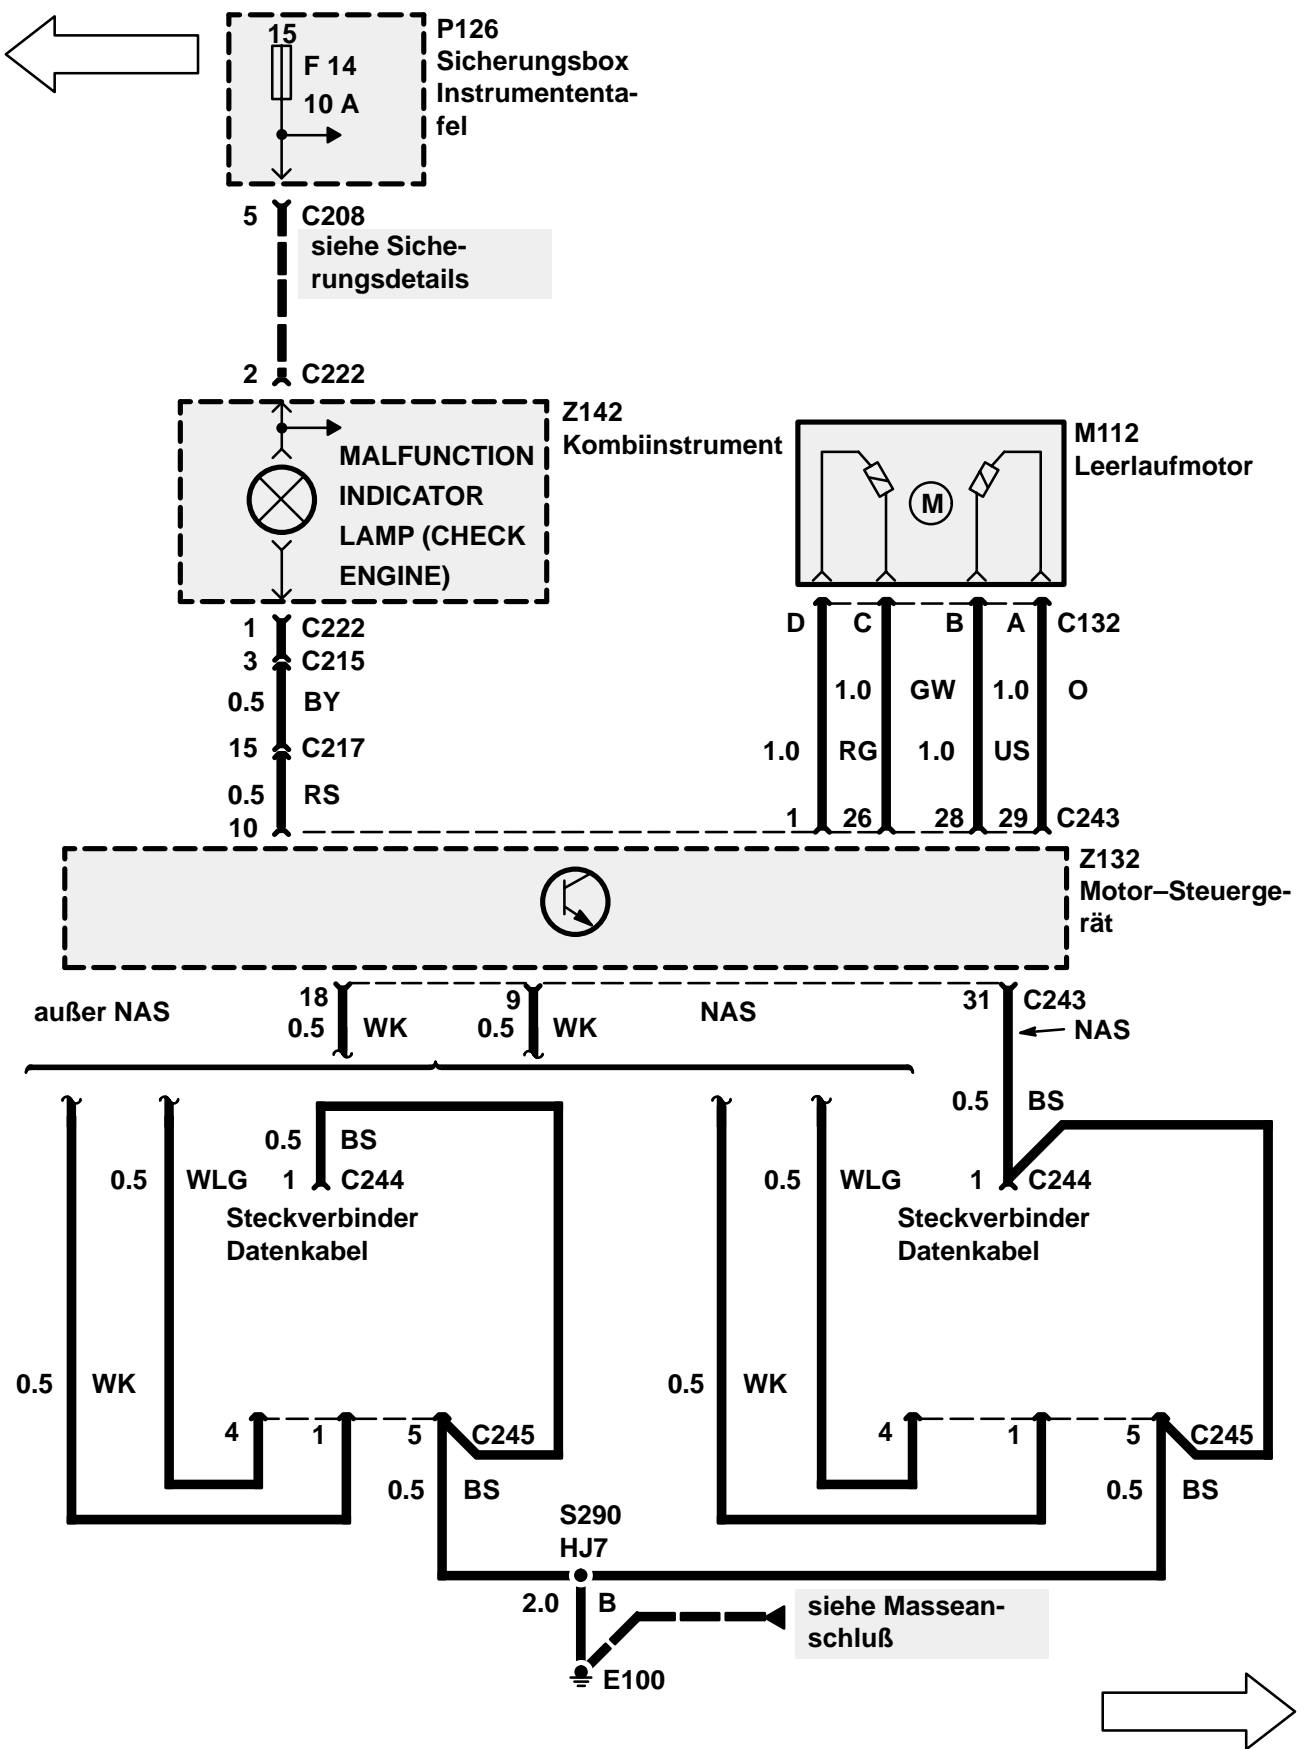 15
F 14
10 A
P126
Sicherungsbox
Instrumententa-
fel
5 C208
siehe Siche-
rungsdetails
2 C222
Z142
Kombiinstrument
MALFUNCTION
INDICATOR
LAMP (CHECK
ENGINE)
M112
Leerlaufmotor
M
1 C222
3 C215
0.5 BY
15 C217
0.5 RS
10
D C B A C132
1.0 GW 1.0 O
1.0 RG 1.0 US
1 26 28 29 C243
Z132
Motor–Steuerge-
rät
außer NAS
18
0.5 WK
9
0.5 WK
NAS
31 C243
NAS
0.5 BS
0.5 BS
0.5 WLG 1 C244
Steckverbinder
Datenkabel
0.5 WLG 1 C244
Steckverbinder
Datenkabel
0.5 WK
0.5 WK
4 1 5 C245
0.5 BS
4 1 5 C245
0.5 BS
S290
HJ7
2.0 B
siehe Massean-
schluß
E100